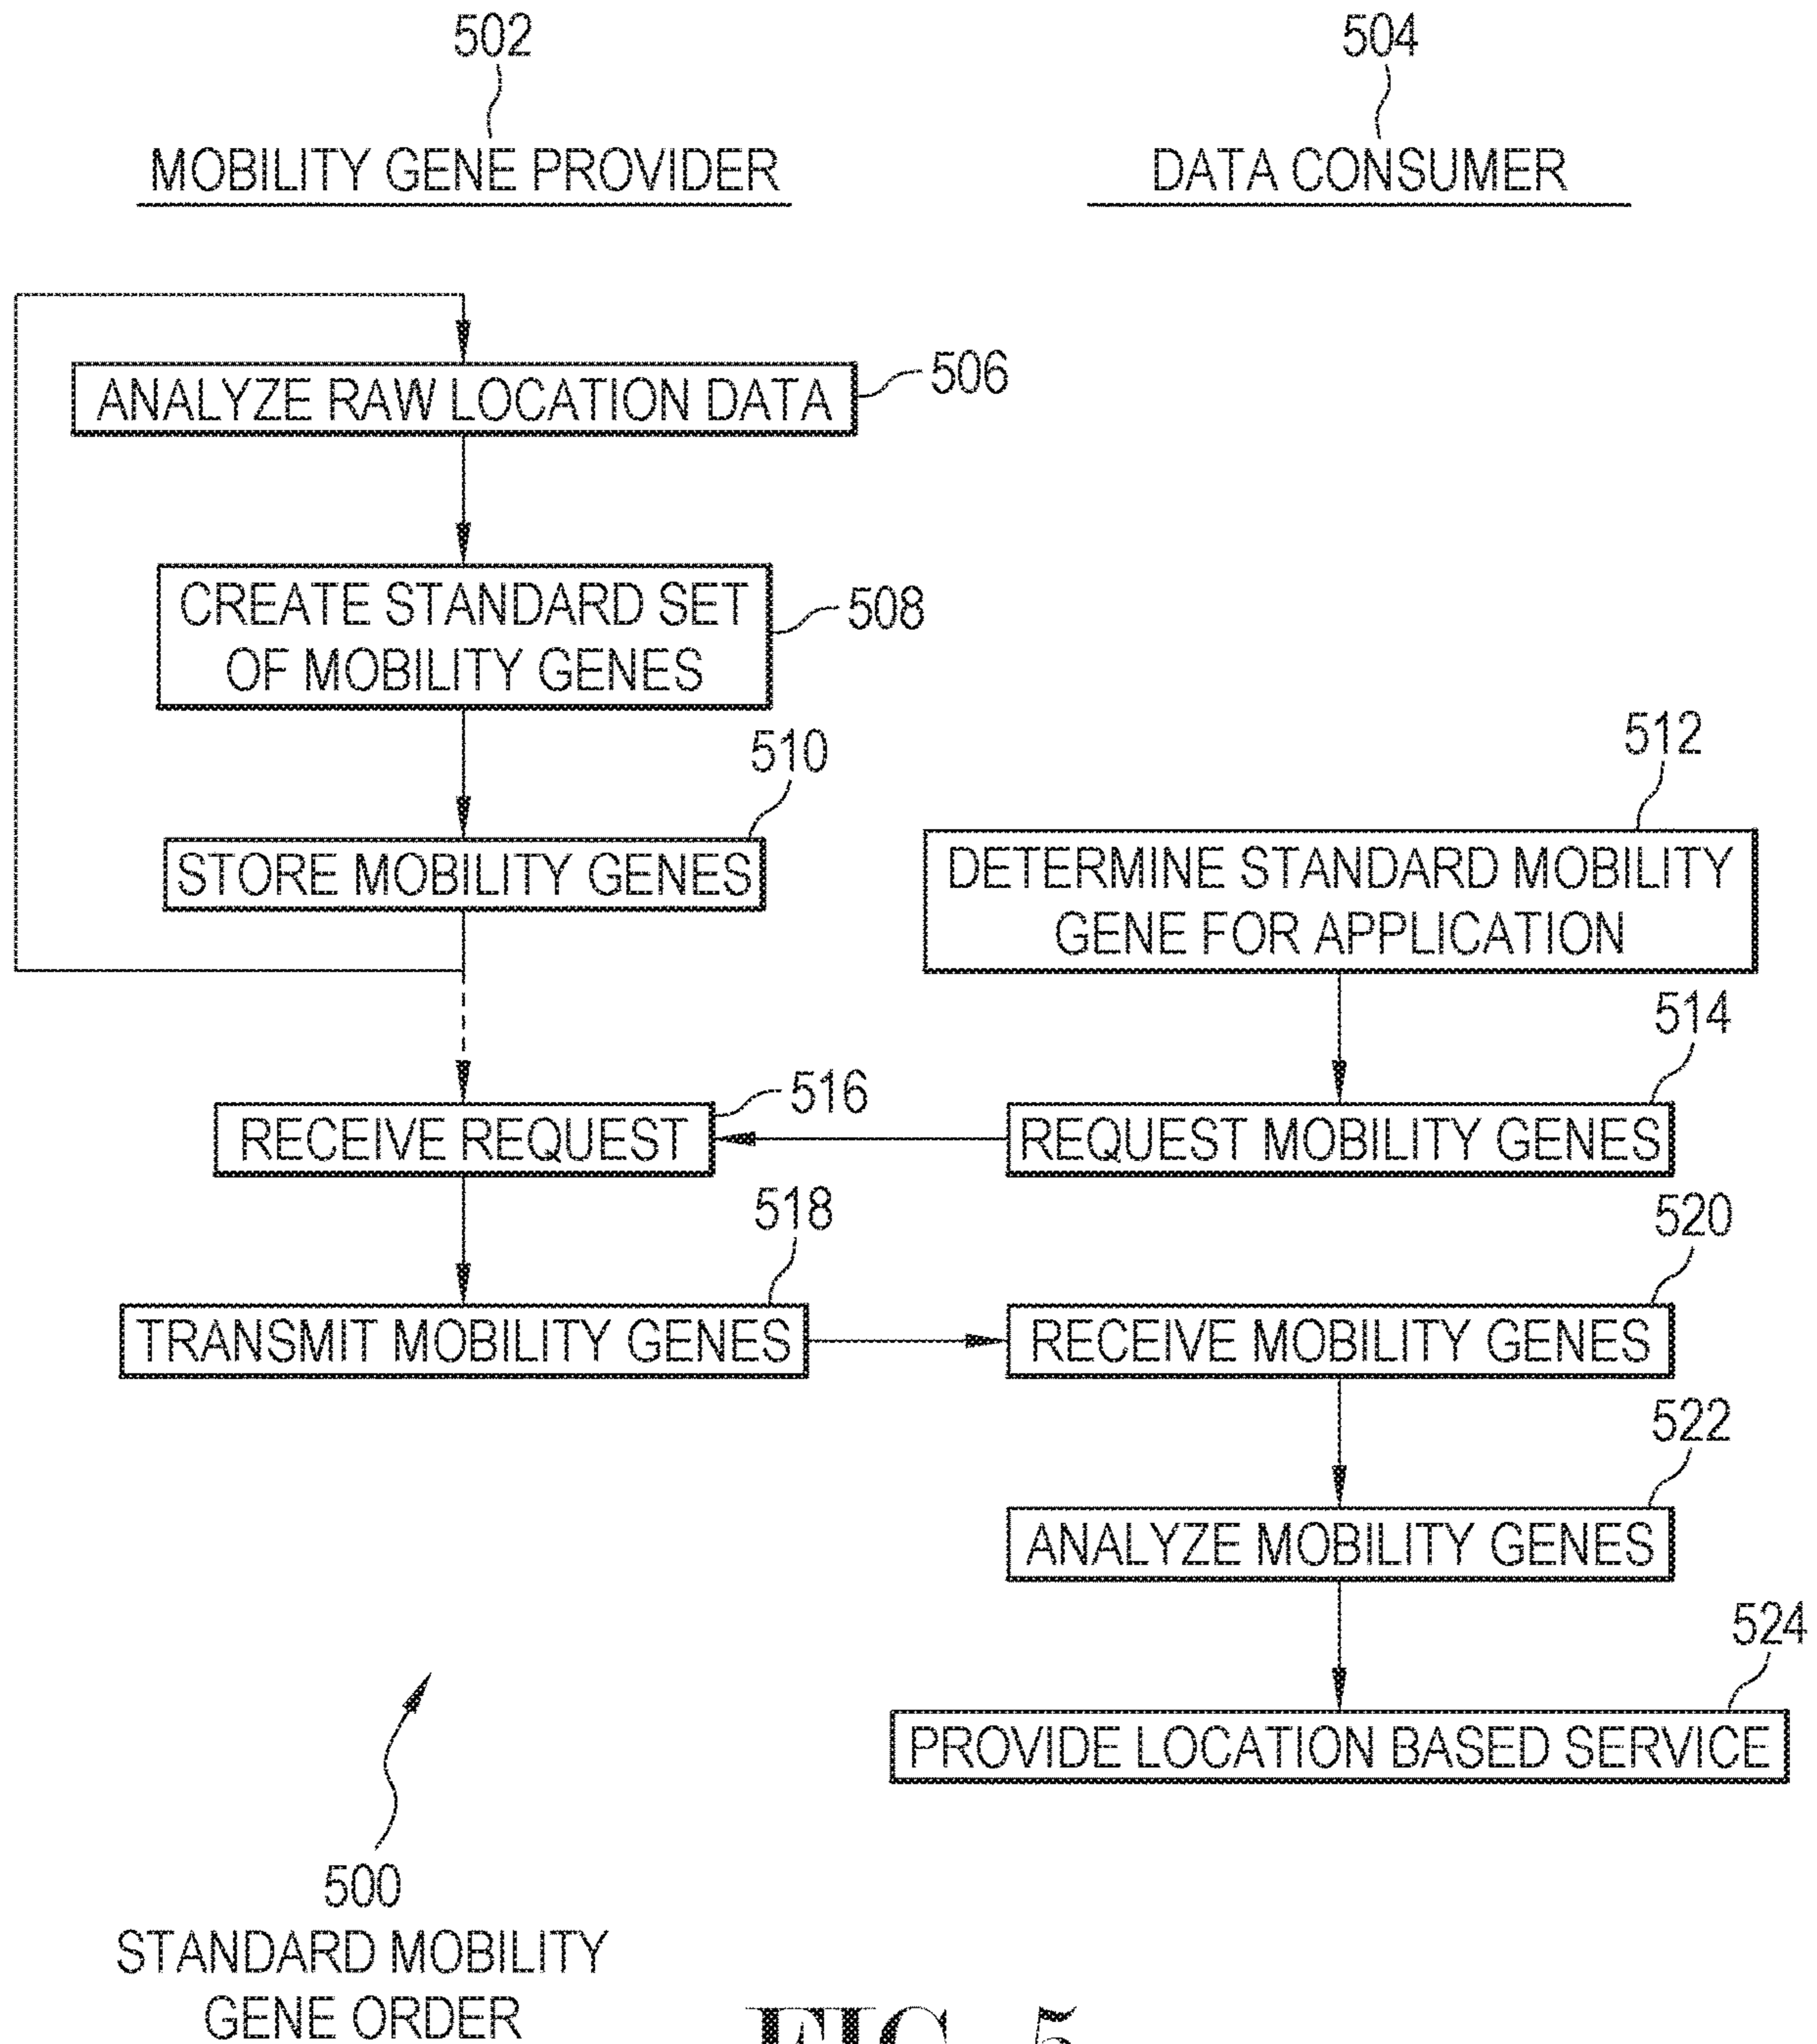 502
504
MOBILITY GENE PROVIDER
DATA CONSUMER
ANALYZE RAW LOCATION DATA
506
CREATE STANDARD SET
OF MOBILITY GENES
508
510
STORE MOBILITY GENES
512
DETERMINE STANDARD MOBILITY
GENE FOR APPLICATION
514
516
RECEIVE REQUEST
REQUEST MOBILITY GENES
518
520
TRANSMIT MOBILITY GENES
RECEIVE MOBILITY GENES
522
ANALYZE MOBILITY GENES
524
PROVIDE LOCATION BASED SERVICE
500
STANDARD MOBILITY
GENE ORDER
FIG. 5